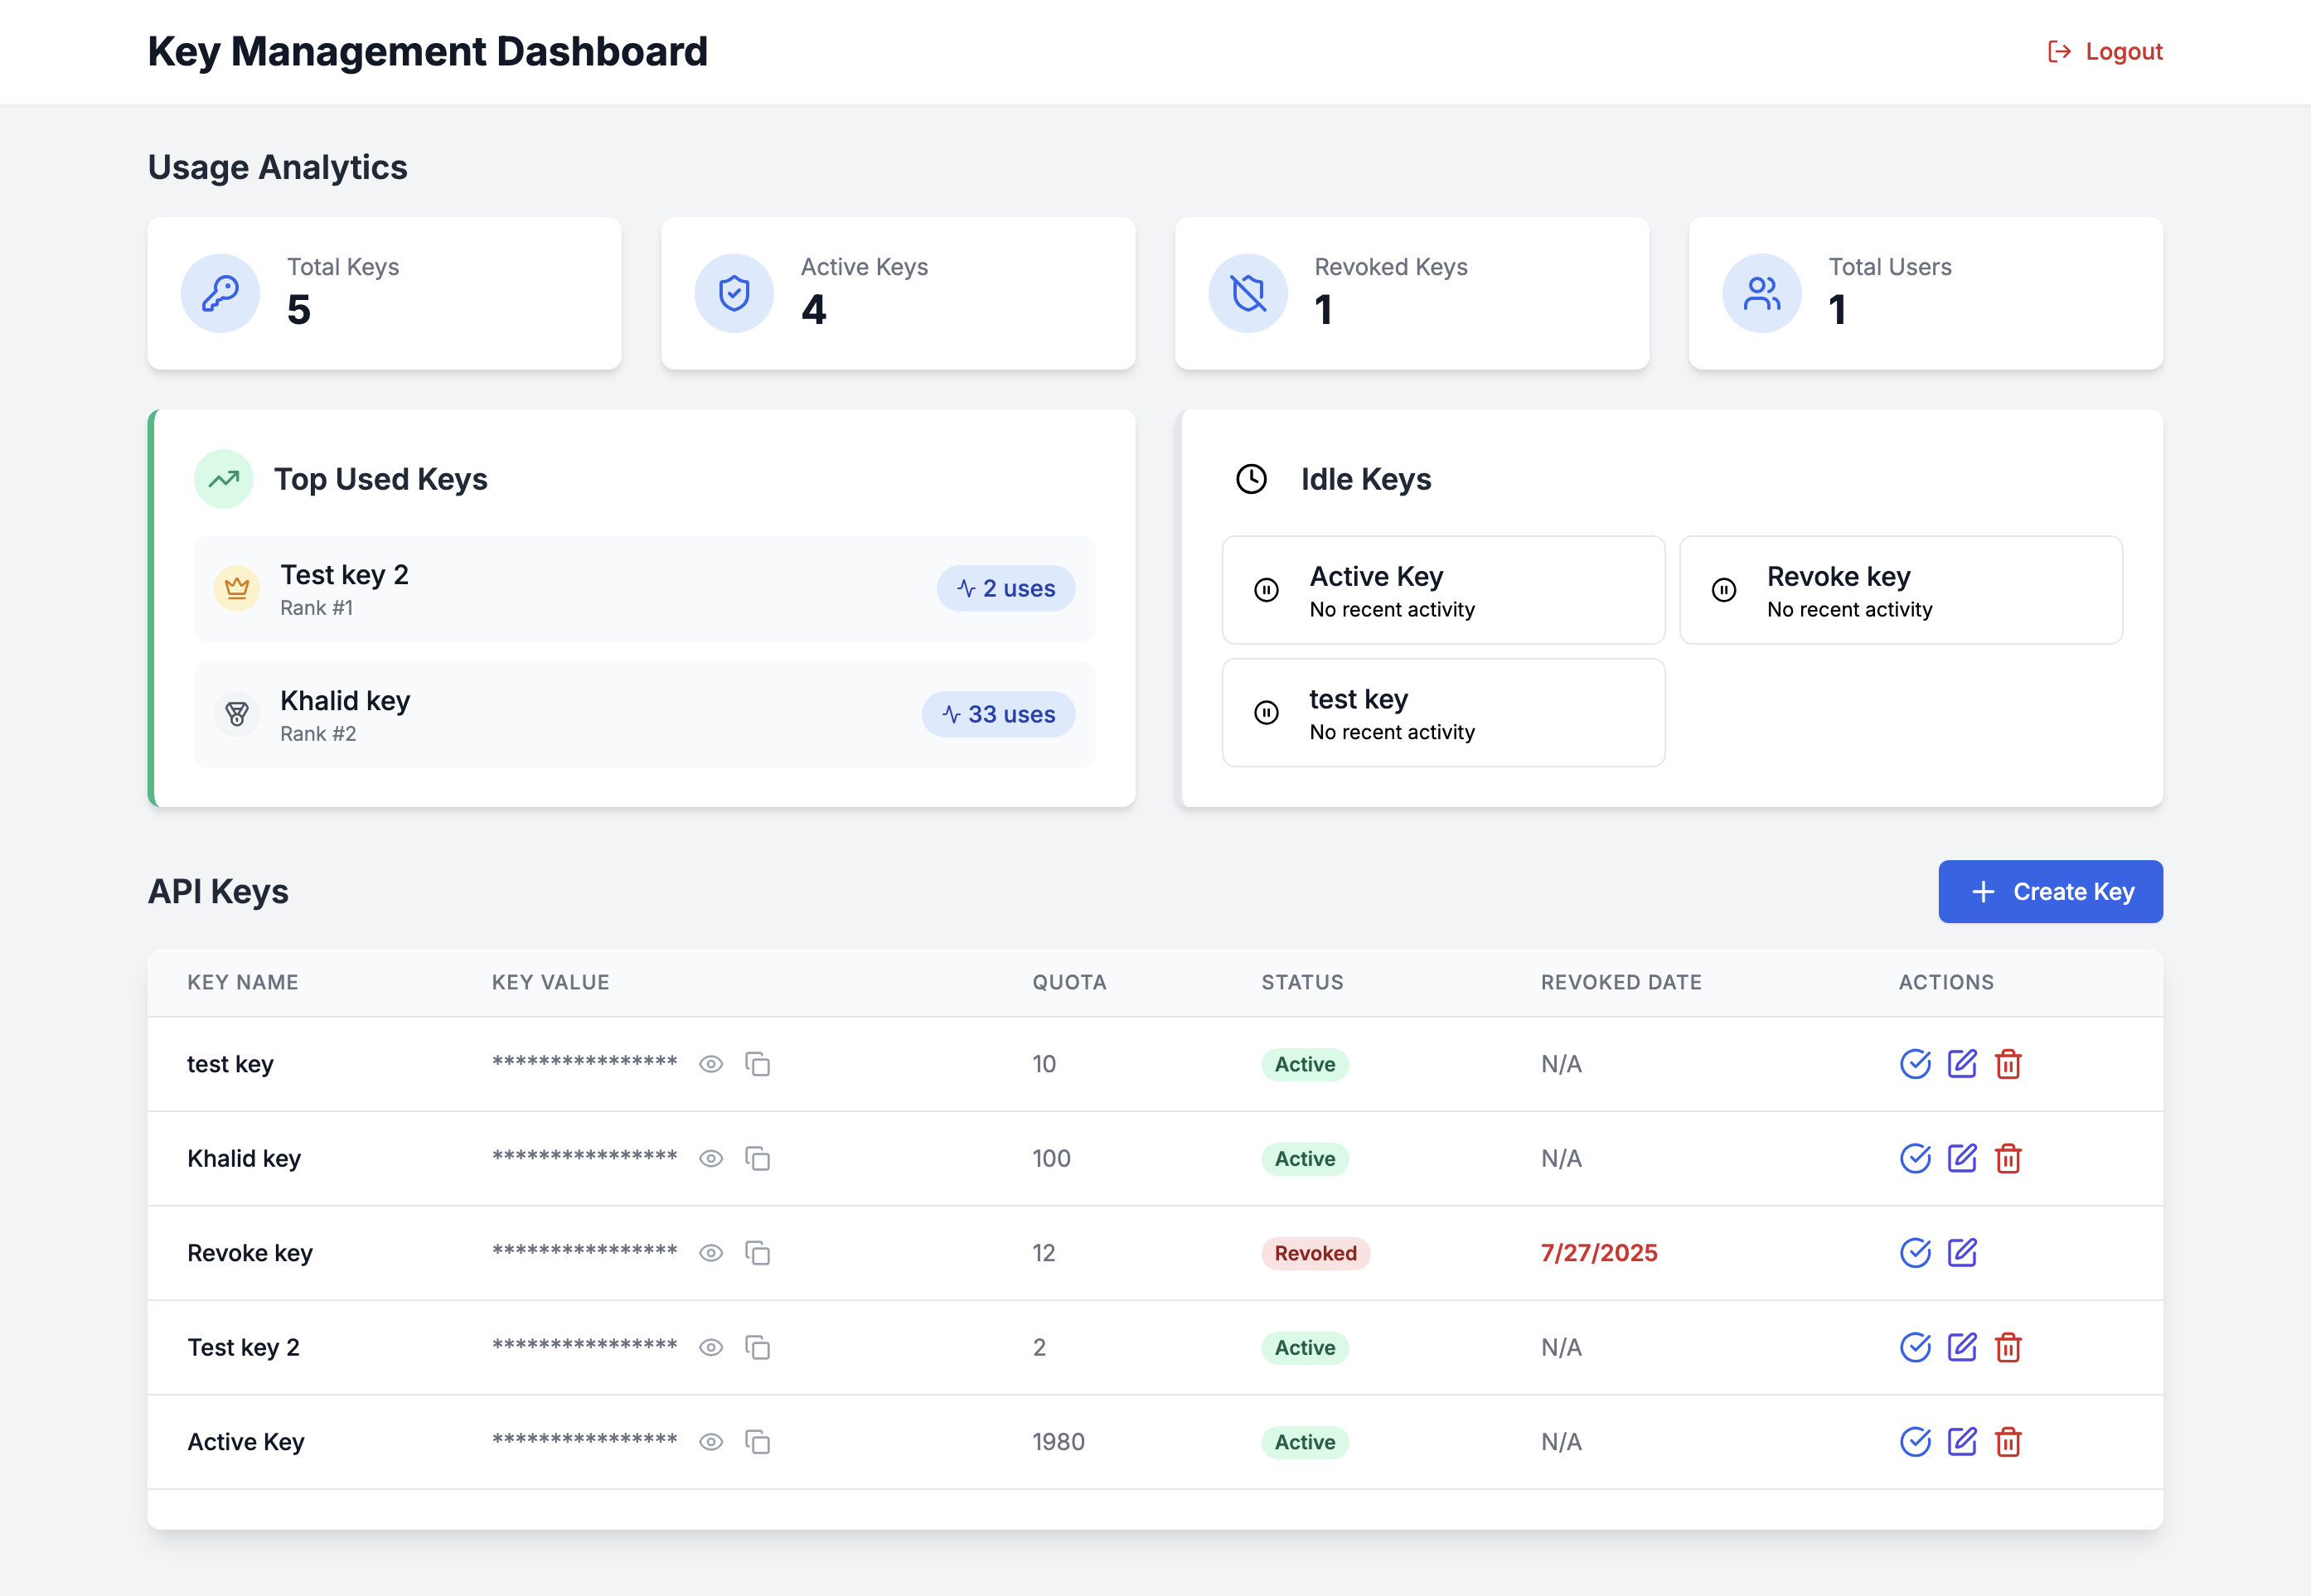 Key Management Dashboard
Logout
Usage Analytics
Total Keys
5
Active Keys
4
Revoked Keys
1
Total Users
1
Top Used Keys
Test key 2
Rank #1
2 uses
Khalid key
Rank #2
33 uses
Idle Keys
Active Key
No recent activity
Revoke key
No recent activity
test key
No recent activity
API Keys
Create Key
KEY NAME KEY VALUE QUOTA STATUS REVOKED DATE ACTIONS
test key **************** 10 Active N/A
Khalid key **************** 100 Active N/A
Revoke key **************** 12 Revoked 7/27/2025
Test key 2 **************** 2 Active N/A
Active Key **************** 1980 Active N/A